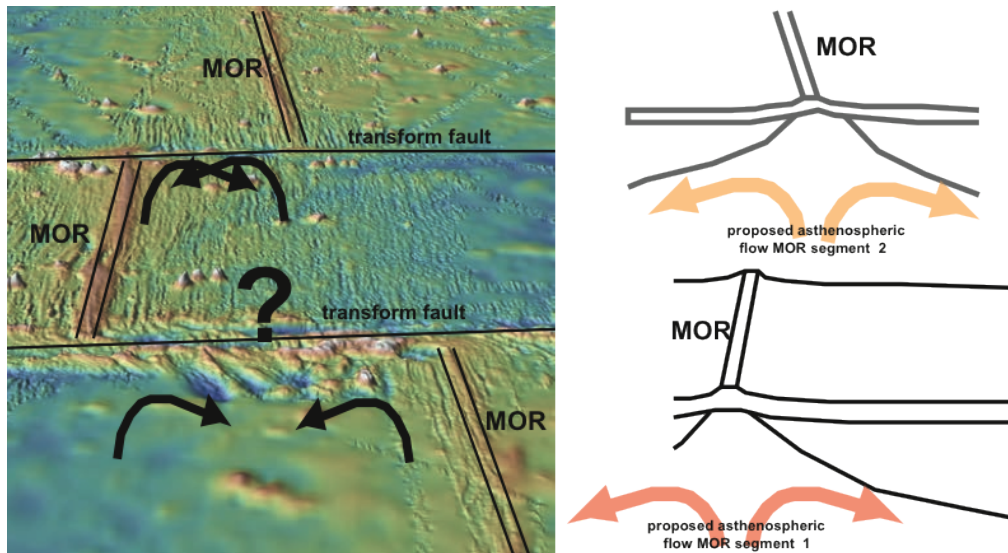 MOR
transform fault
MOR
?
transform fault
MOR
MOR
proposed asthenospheric
flow MOR segment 2
MOR
proposed asthenospheric
flow MOR segment 1